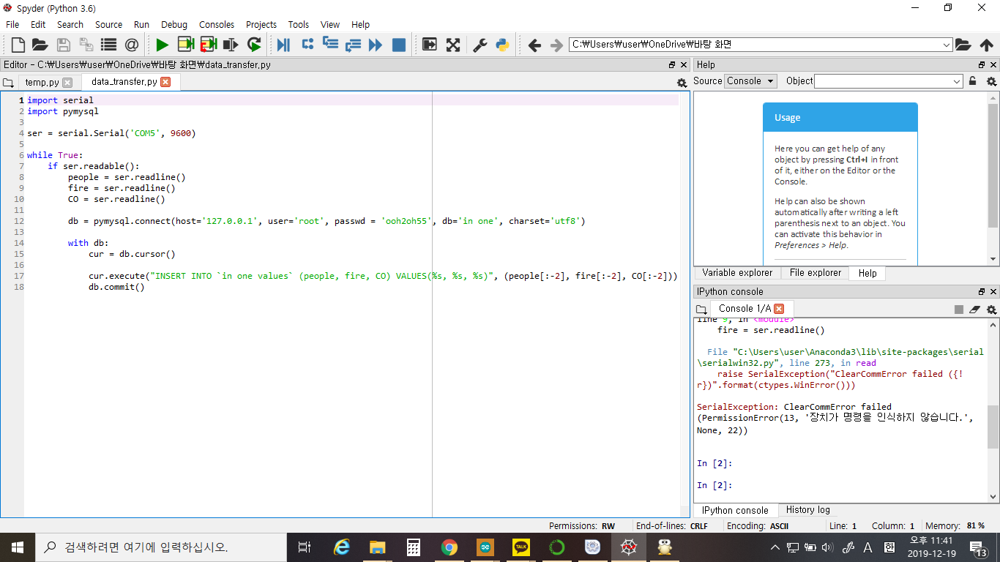 Spyder (Python 3.6)
File Edit Search Source Run Debug Consoles Projects Tools View Help
C:₩Users₩user₩OneDrive₩바탕 화면
Editor - C:₩Users₩user₩OneDrive₩바탕 화면₩data_transfer.py
temp.py
data_transfer.py
1 import serial
2 import pymysql
3
4 ser = serial.Serial('COM5', 9600)
5
6 while True:
7     if ser.readable():
8         people = ser.readline()
9         fire = ser.readline()
10         CO = ser.readline()
11
12         db = pymysql.connect(host='127.0.0.1', user='root', passwd = 'ooh2oh55', db='in one', charset='utf8')
13
14         with db:
15             cur = db.cursor()
16
17             cur.execute("INSERT INTO `in one values` (people, fire, CO) VALUES(%s, %s, %s)", (people[:-2], fire[:-2], CO[:-2]))
18             db.commit()
Help
Source Console Object
Usage
Here you can get help of any
object by pressing Ctrl+I in front
of it, either on the Editor or the
Console.
Help can also be shown
automatically after writing a left
parenthesis next to an object. You
can activate this behavior in
Preferences > Help.
Variable explorer File explorer Help
IPython console
Console 1/A
line 9, in <module>
    fire = ser.readline()
File "C:\Users\user\Anaconda3\lib\site-packages\serial
\serialwin32.py", line 273, in read
    raise SerialException("ClearCommError failed ({!
r})".format(ctypes.WinError()))
SerialException: ClearCommError failed
(PermissionError(13, '장치가 명령을 인식하지 않습니다.',
None, 22))
In [2]:
In [2]:
IPython console History log
Permissions: RW End-of-lines: CRLF Encoding: ASCII Line: 1 Column: 1 Memory: 81 %
검색하려면 여기에 입력하십시오.
TALK
A 한
오후 11:41
2019-12-19
13